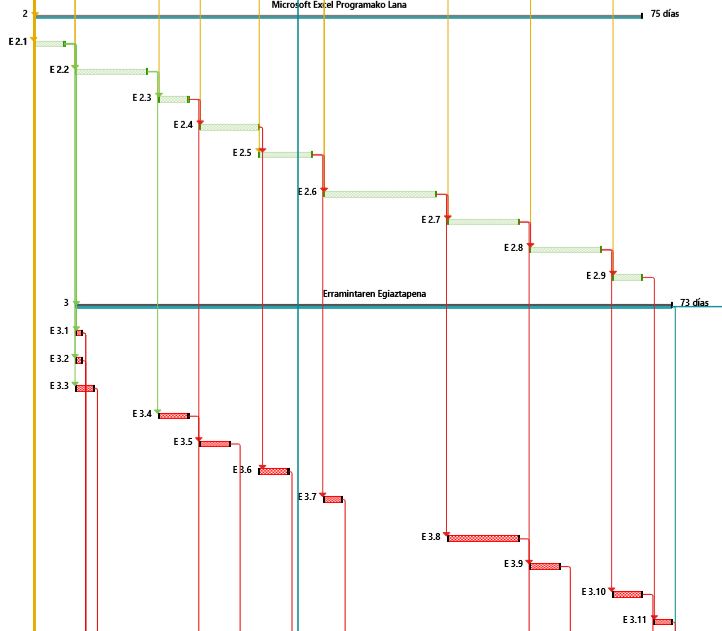 Microsoft Excel Programako Lana
2
75 días
E 2.1
E 2.2
E 2.3
E 2.4
E 2.5
E 2.6
E 2.7
E 2.8
E 2.9
Erramintaren Egiaztapena
3
73 días
E 3.1
E 3.2
E 3.3
E 3.4
E 3.5
E 3.6
E 3.7
E 3.8
E 3.9
E 3.10
E 3.11